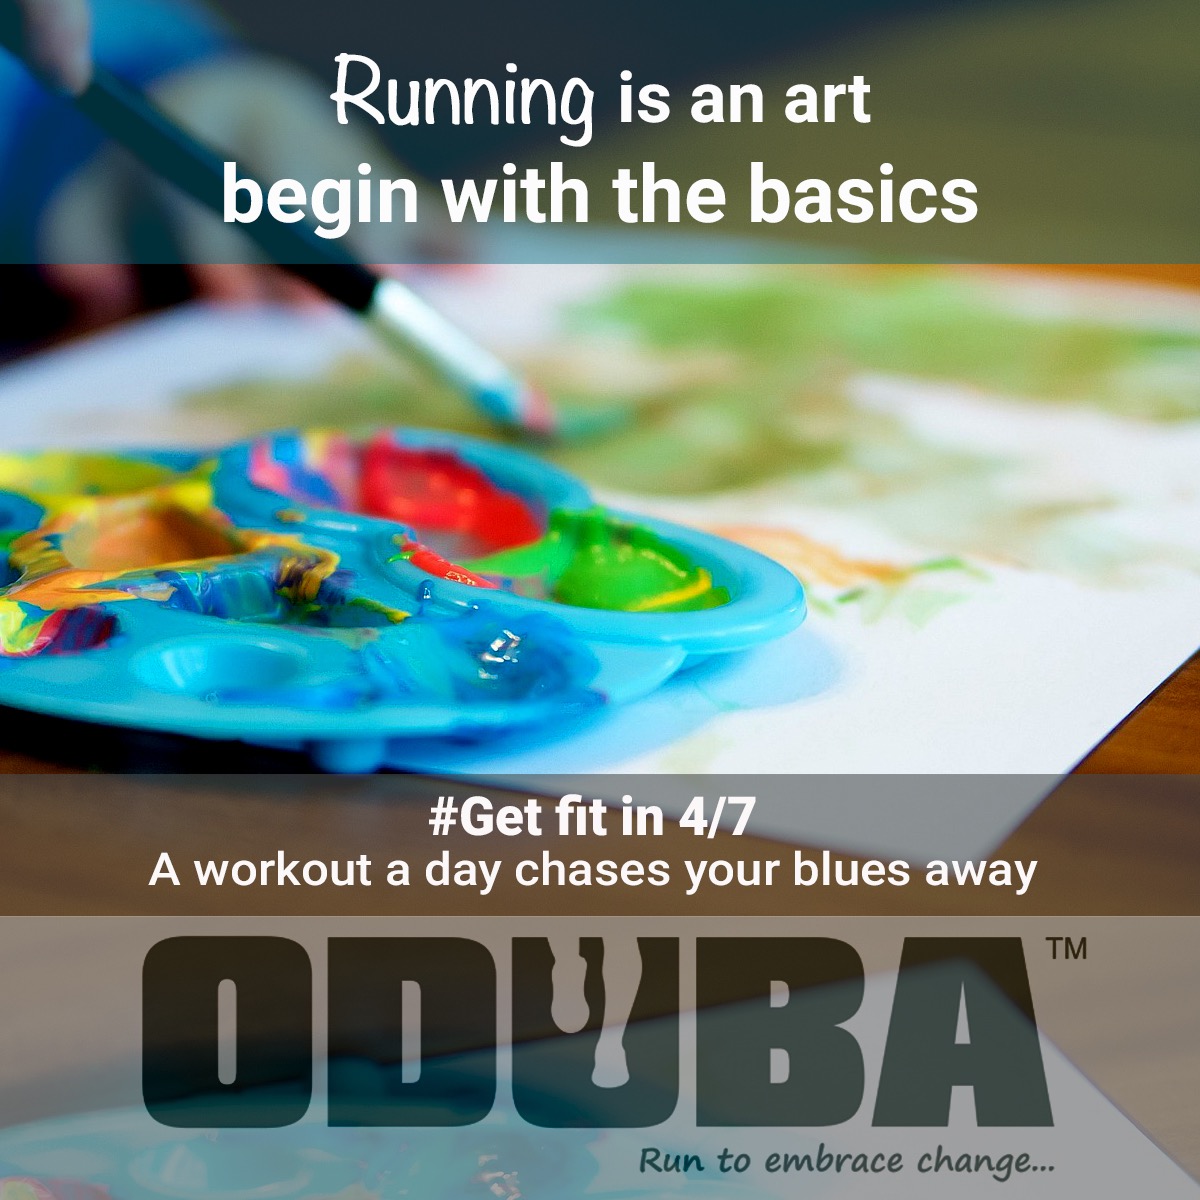 Running is an art
begin with the basics
#Get fit in 4/7
A workout a day chases your blues away
ODUBA™
Run to embrace change...